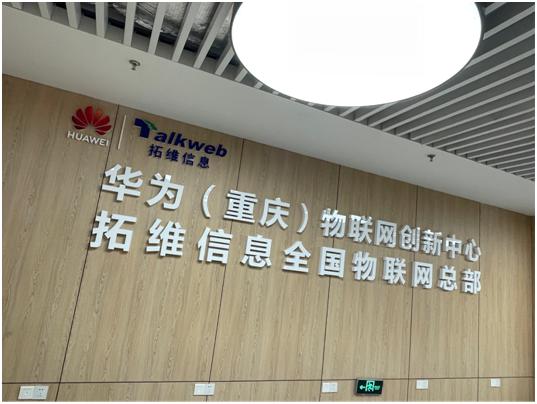 HUAWEI
Talkweb
拓维信息
华为（重庆）物联网创新中心
拓维信息全国物联网总部